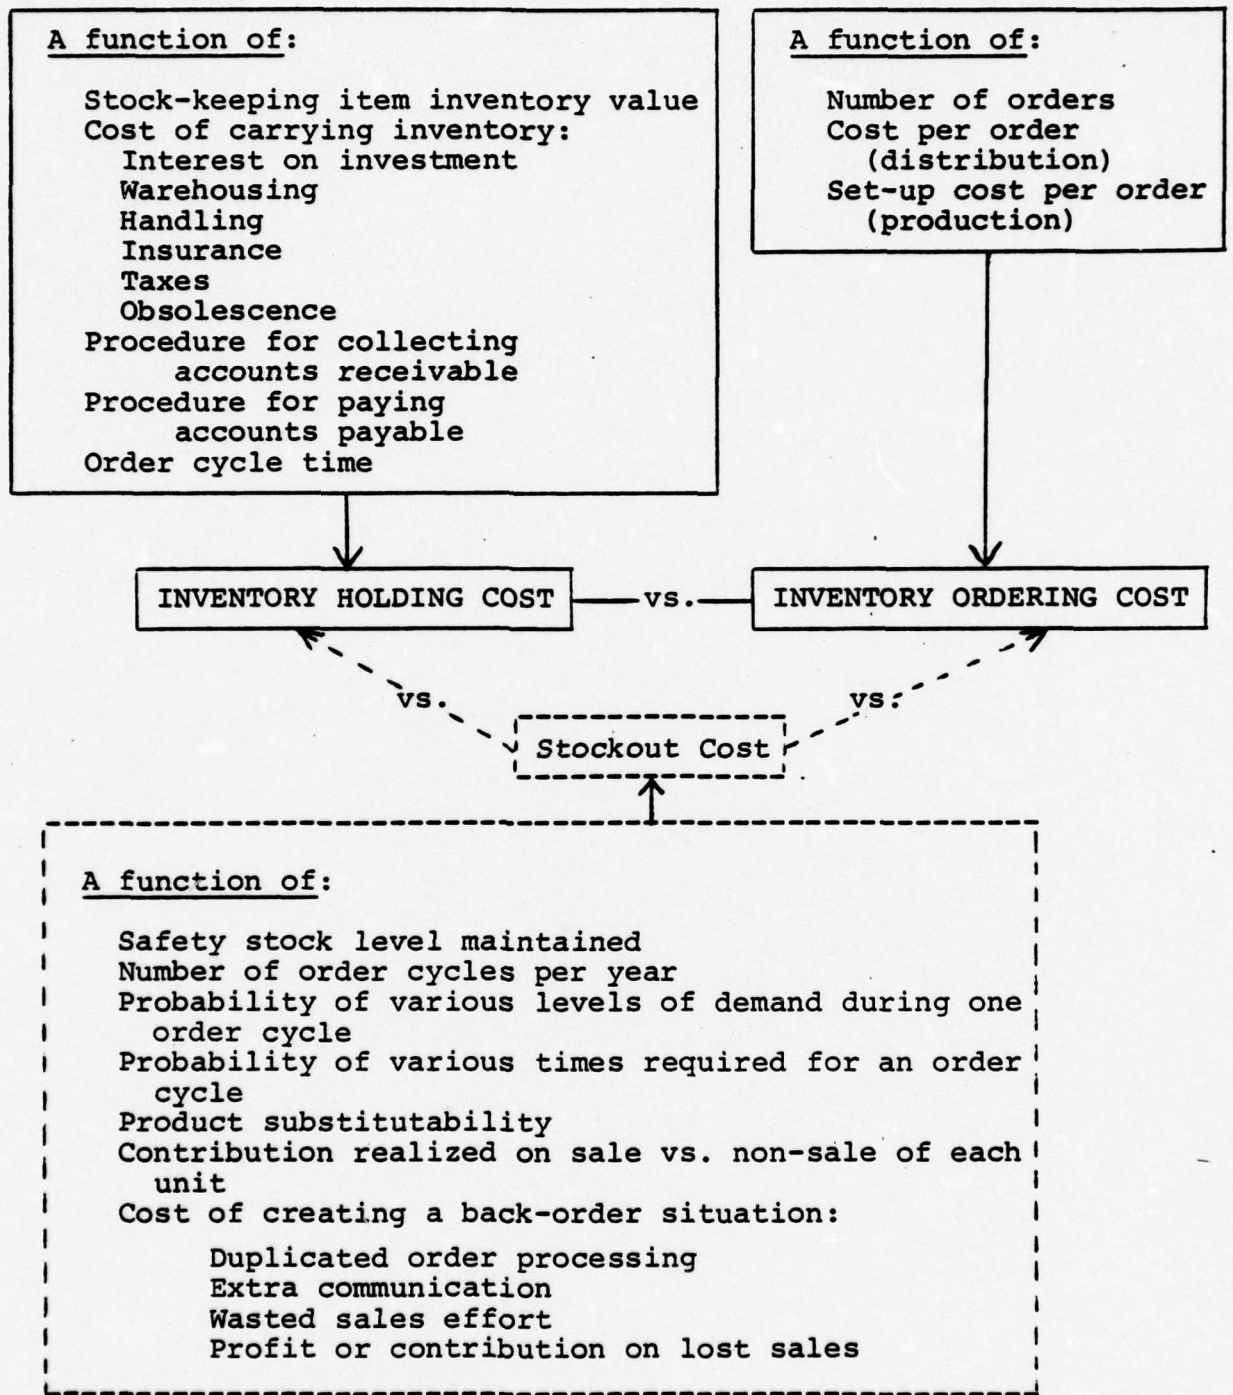 A function of:
Stock-keeping item inventory value
Cost of carrying inventory:
Interest on investment
Warehousing
Handling
Insurance
Taxes
Obsolescence
Procedure for collecting
accounts receivable
Procedure for paying
accounts payable
Order cycle time
A function of:
Number of orders
Cost per order
(distribution)
Set-up cost per order
(production)
INVENTORY HOLDING COST
vs.
INVENTORY ORDERING COST
vs.
vs.
Stockout Cost
A function of:
Safety stock level maintained
Number of order cycles per year
Probability of various levels of demand during one
order cycle
Probability of various times required for an order
cycle
Product substitutability
Contribution realized on sale vs. non-sale of each
unit
Cost of creating a back-order situation:
Duplicated order processing
Extra communication
Wasted sales effort
Profit or contribution on lost sales